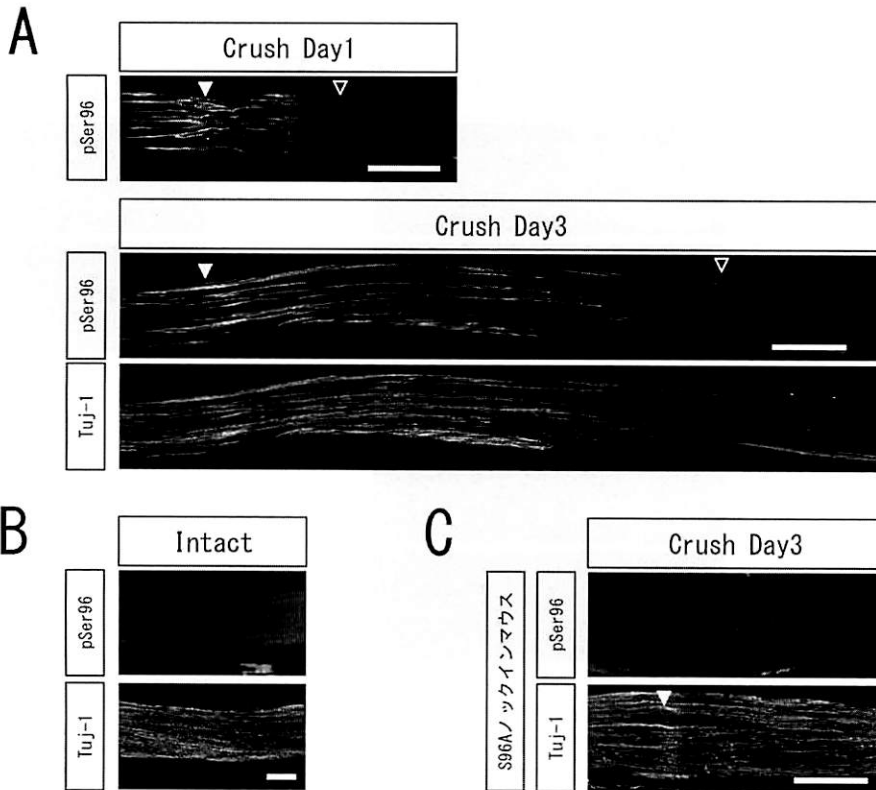 A
Crush Day1
pSer96
Crush Day3
pSer96
Tuj-1
B
Intact
pSer96
Tuj-1
C
Crush Day3
S96Aノックインマウス
pSer96
Tuj-1